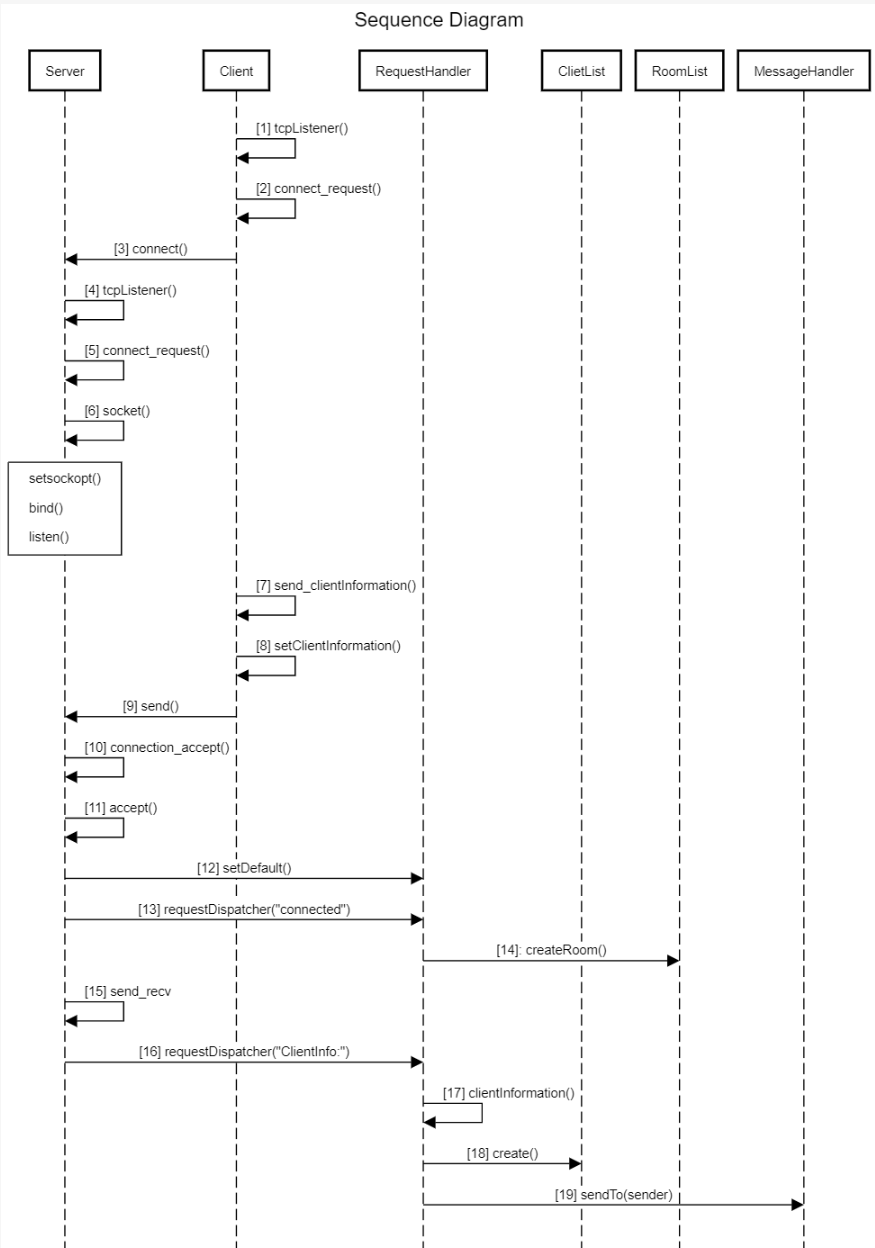 Sequence Diagram
Server
Client
RequestHandler
ClietList
RoomList
MessageHandler
[1] tcpListener()
[2] connect_request()
[3] connect()
[4] tcpListener()
[5] connect_request()
[6] socket()
setsockopt()
bind()
listen()
[7] send_clientInformation()
[8] setClientInformation()
[9] send()
[10] connection_accept()
[11] accept()
[12] setDefault()
[13] requestDispatcher("connected")
[14]: createRoom()
[15] send_recv
[16] requestDispatcher("ClientInfo:")
[17] clientInformation()
[18] create()
[19] sendTo(sender)